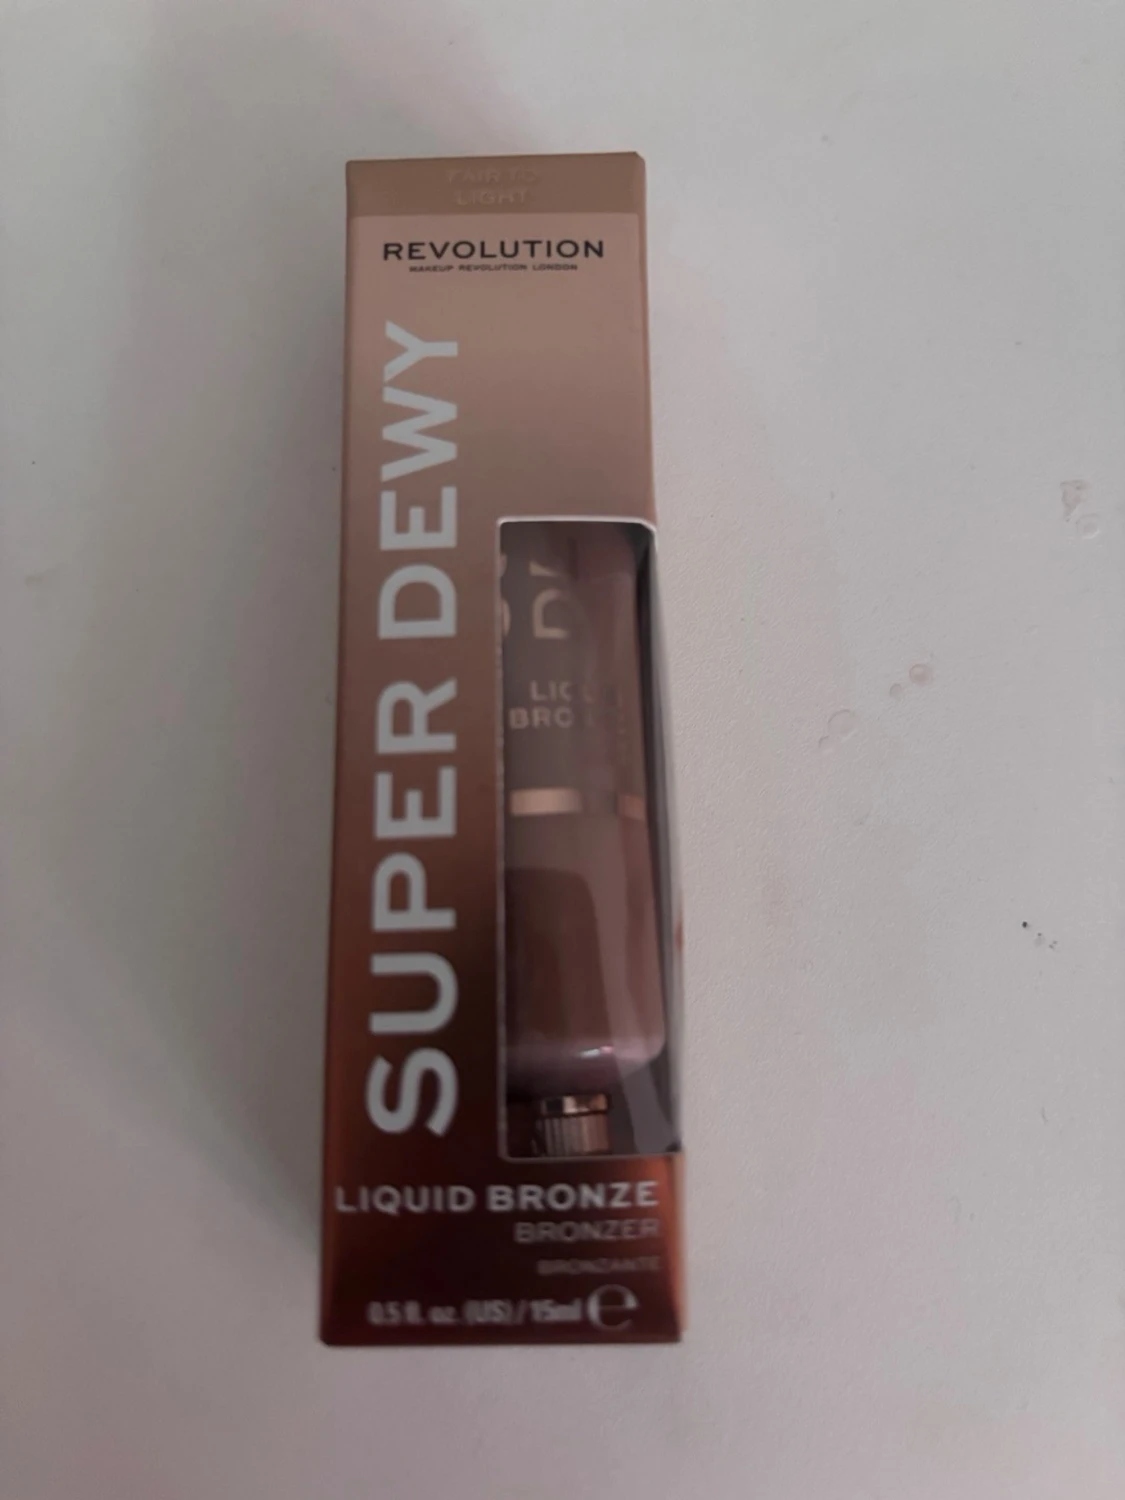 FAIR TO
LIGHT
REVOLUTION
MAKEUP REVOLUTION LONDON
SUPER DEWY
LIQUID BRONZE
BRONZER
BRONZANTE
0.5 fl. oz. (US) / 15ml e